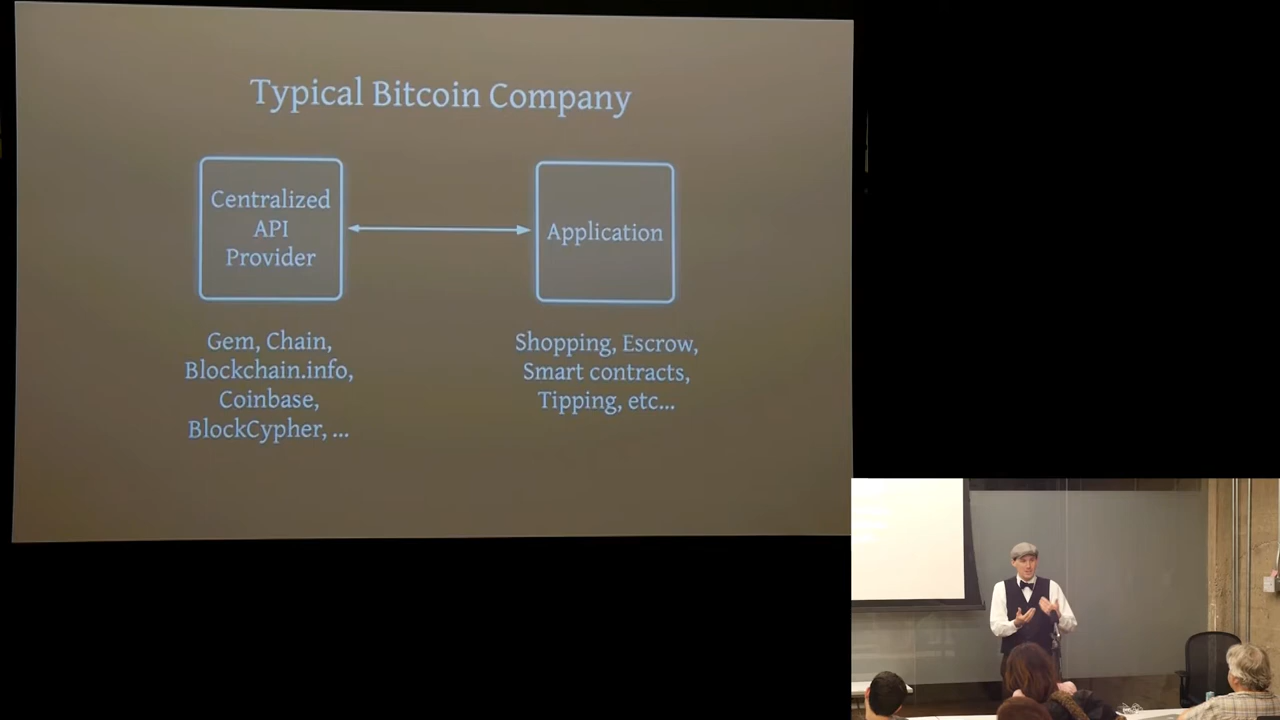 Typical Bitcoin Company
Centralized
API
Provider
Application
Gem, Chain,
Blockchain.info,
Coinbase,
BlockCypher, ...
Shopping, Escrow,
Smart contracts,
Tipping, etc...